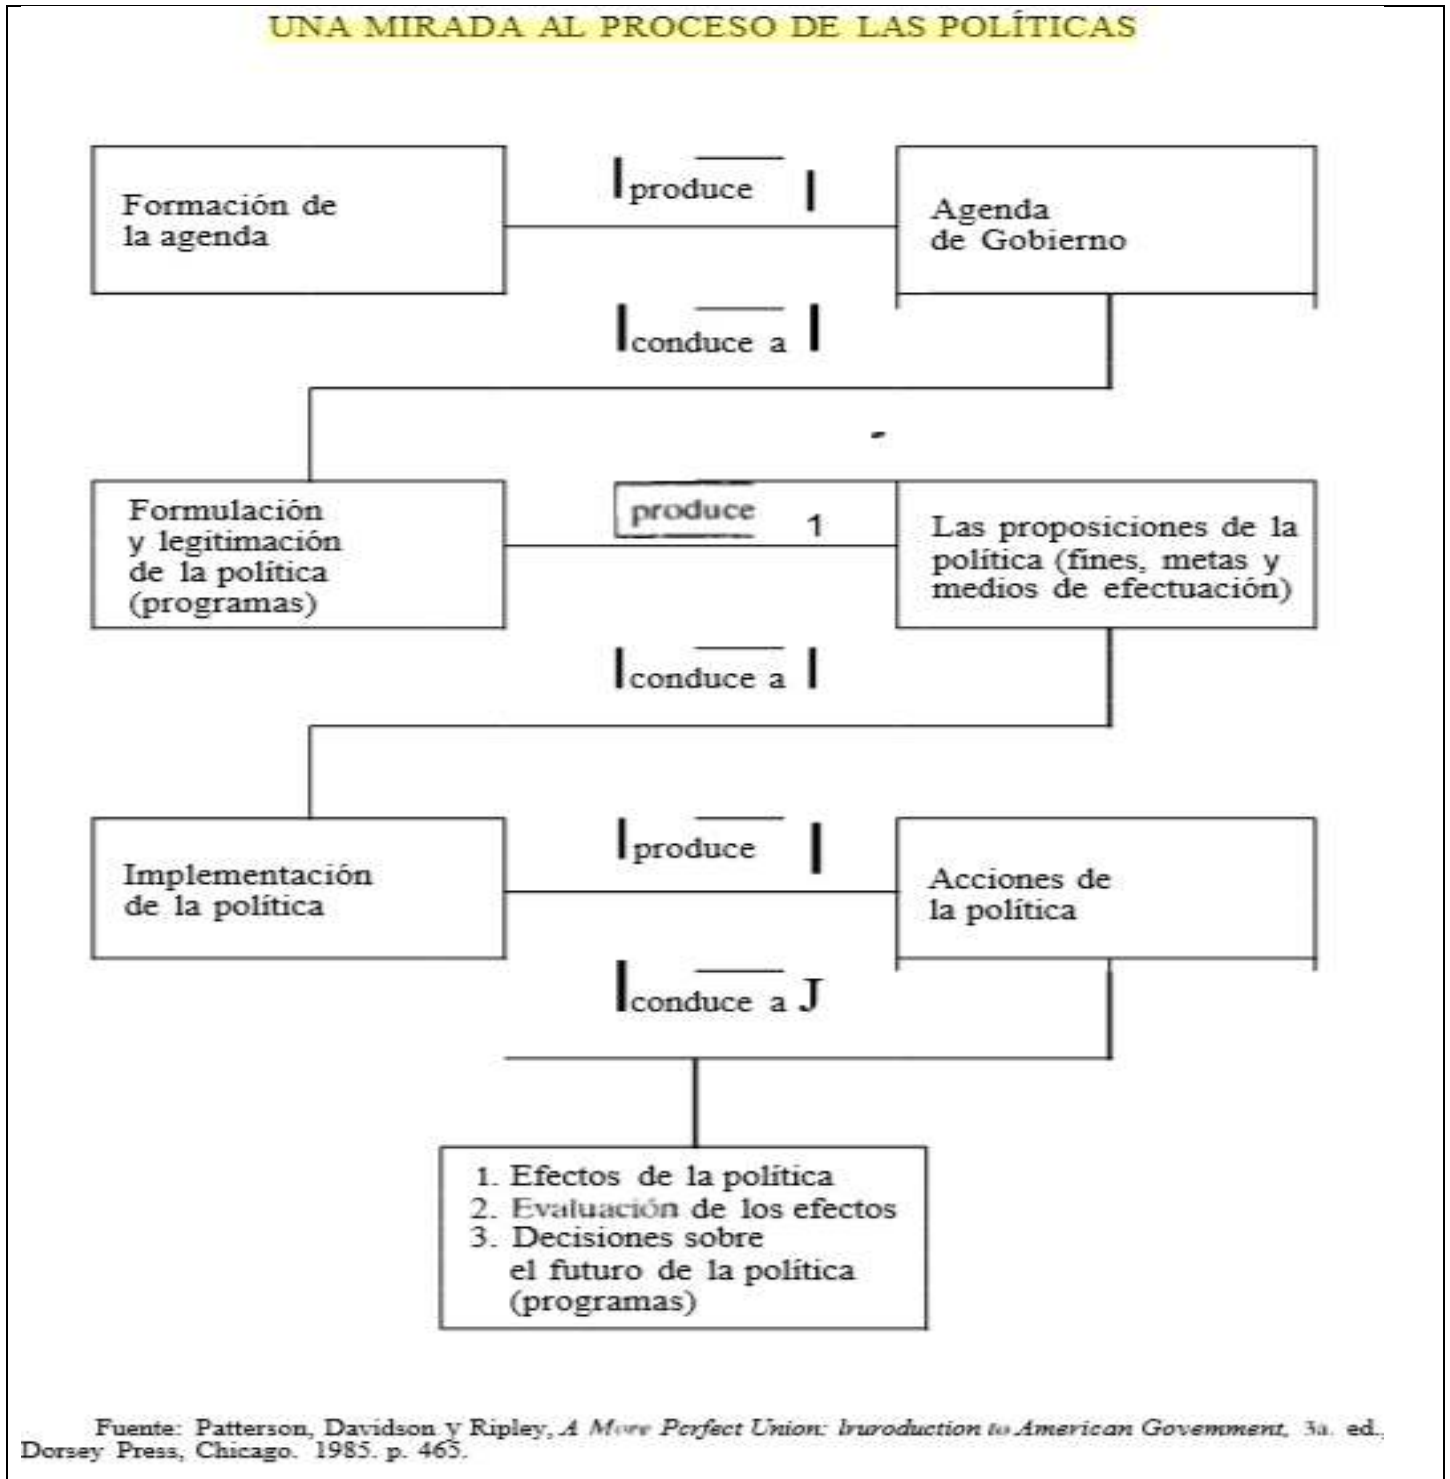 UNA MIRADA AL PROCESO DE LAS POLÍTICAS
Formación de
la agenda
produce
Agenda
de Gobierno
conduce a
Formulación
y legitimación
de la política
(programas)
produce
1
Las proposiciones de la
política (fines, metas y
medios de efectuación)
conduce a
Implementación
de la política
produce
Acciones de
la política
conduce a J
1. Efectos de la política
2. Evaluación de los efectos
3. Decisiones sobre
el futuro de la política
(programas)
Fuente: Patterson, Davidson y Ripley, A More Perfect Union: Iruroduction to American Govemment, 3a. ed.,
Dorsey Press, Chicago. 1985. p. 465.